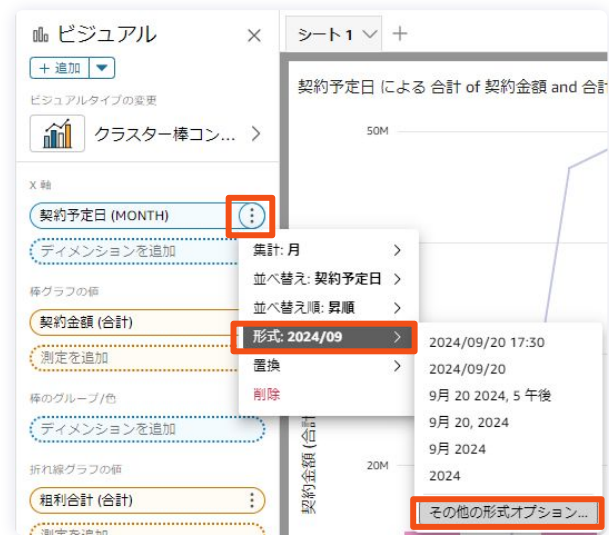 ビジュアル
+ 追加
ビジュアルタイプの変更
クラスター棒コン...
X 軸
契約予定日 (MONTH)
ディメンションを追加
棒グラフの値
契約金額 (合計)
測定を追加
棒のグループ/色
ディメンションを追加
折れ線グラフの値
粗利合計 (合計)
測定を追加
シート 1
契約予定日 による 合計 of 契約金額 and 合計
50M
20M
契約金額 (合計
集計: 月
並べ替え: 契約予定日
並べ替え順: 昇順
形式: 2024/09
置換
削除
2024/09/20 17:30
2024/09/20
9月 20 2024, 5 午後
9月 20, 2024
9月 2024
2024
その他の形式オプション...